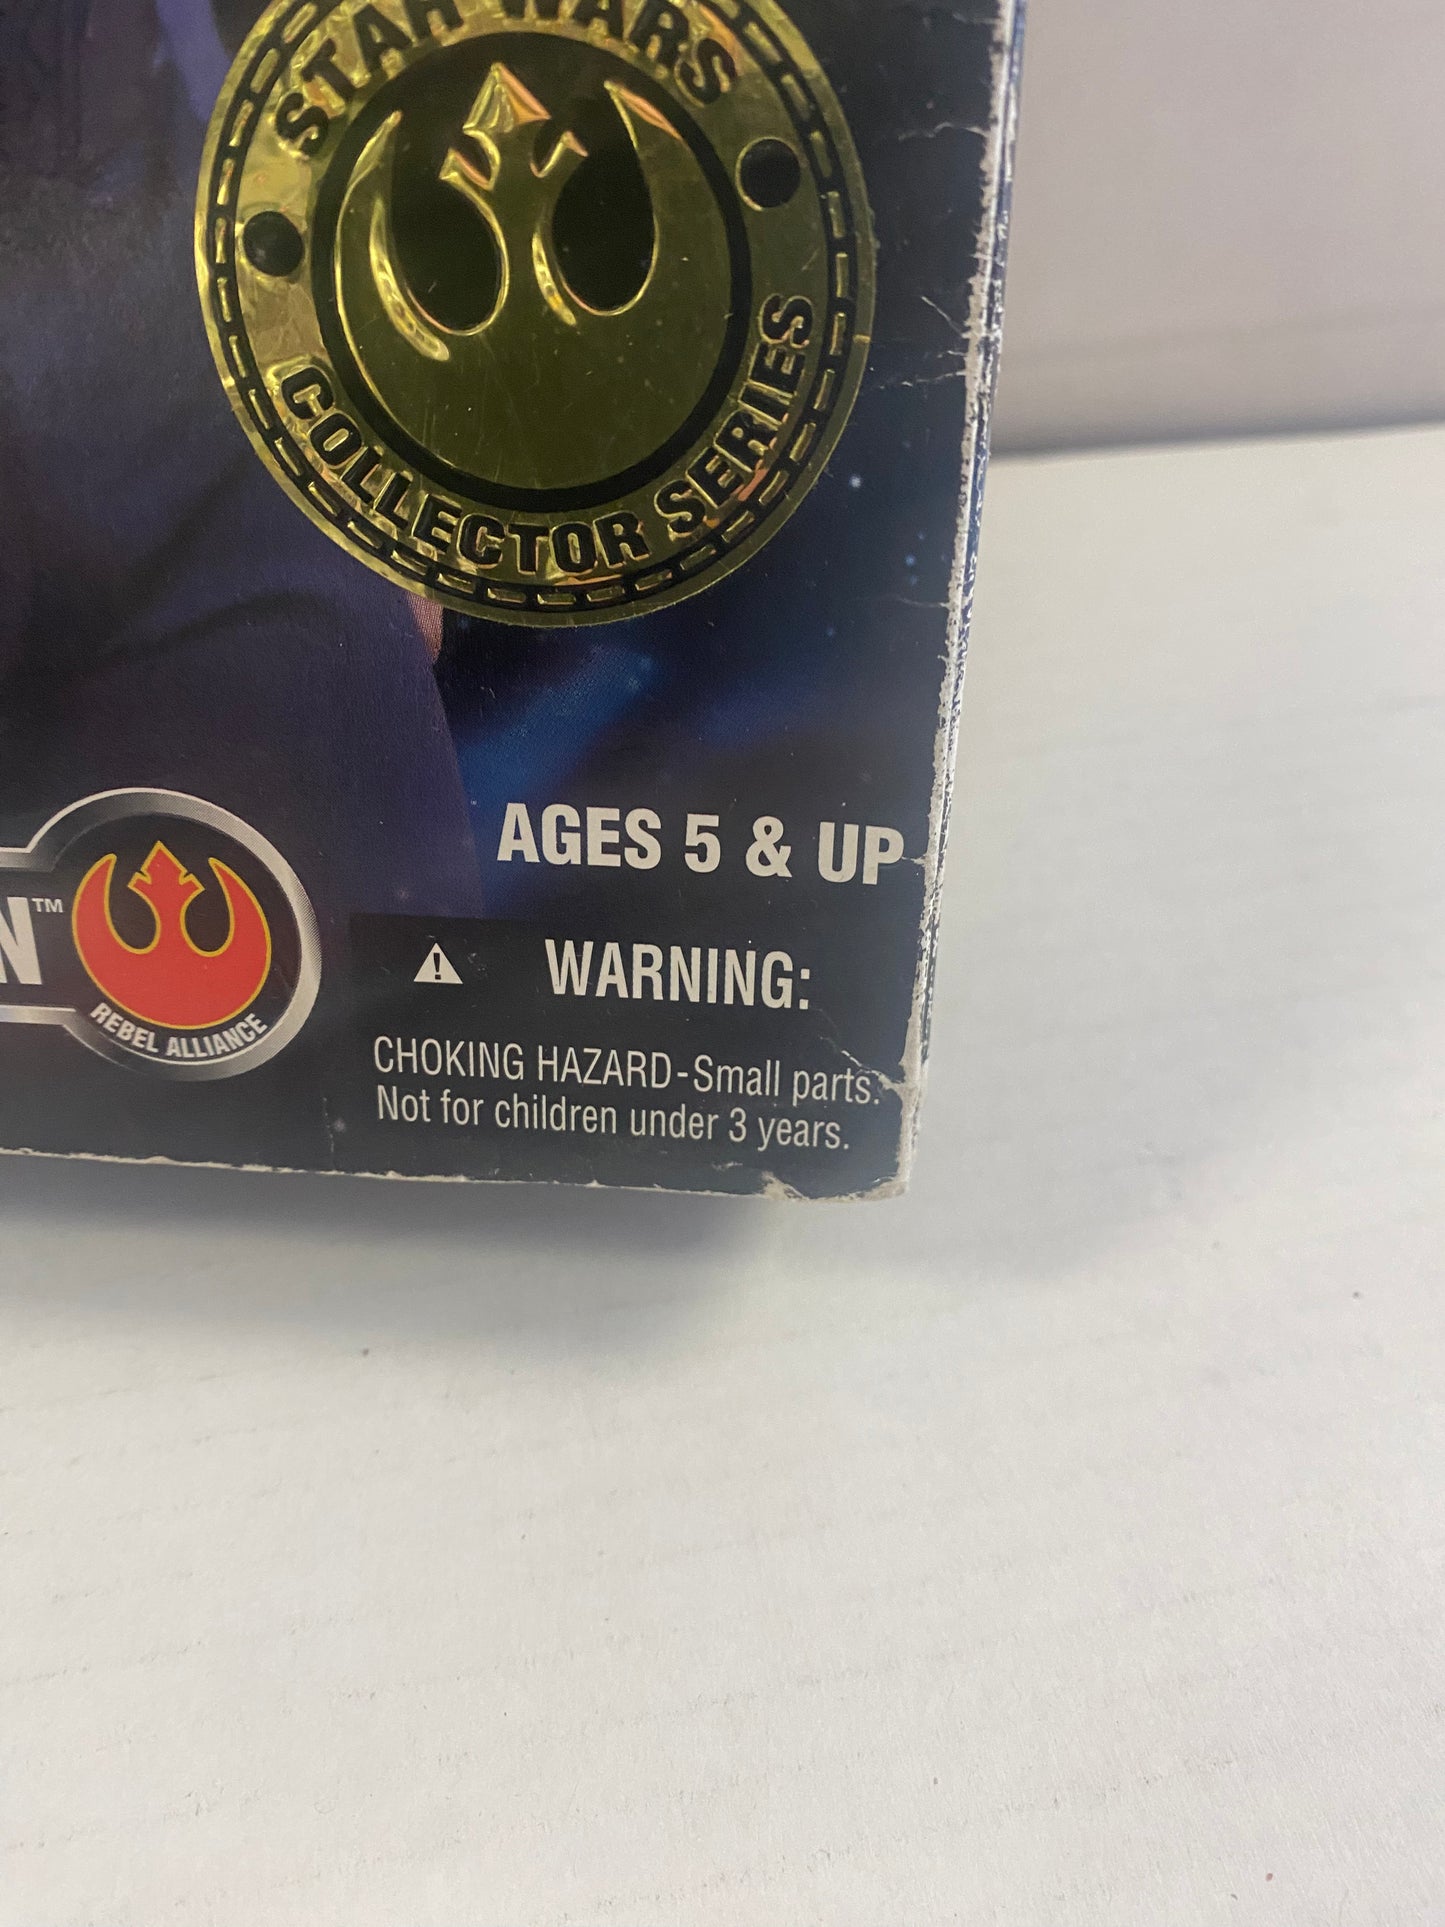 STAR WARS
COLLECTOR SERIES
AGES 5 & UP
N™
REBEL ALLIANCE
WARNING:
CHOKING HAZARD-Small parts.
Not for children under 3 years.